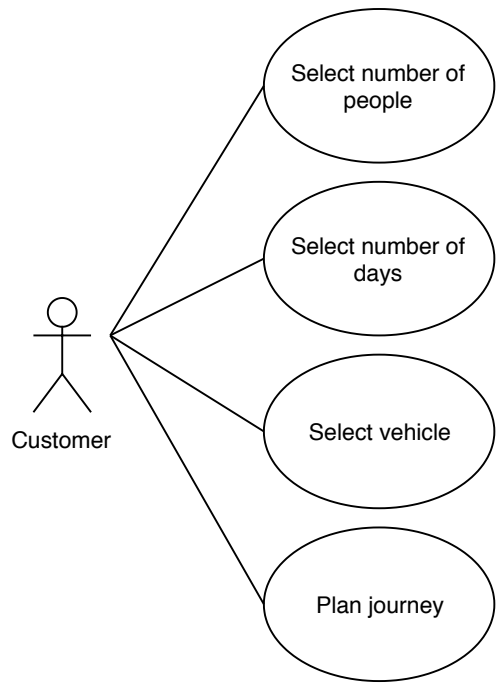 Select number of
people
Select number of
days
Customer
Select vehicle
Plan journey